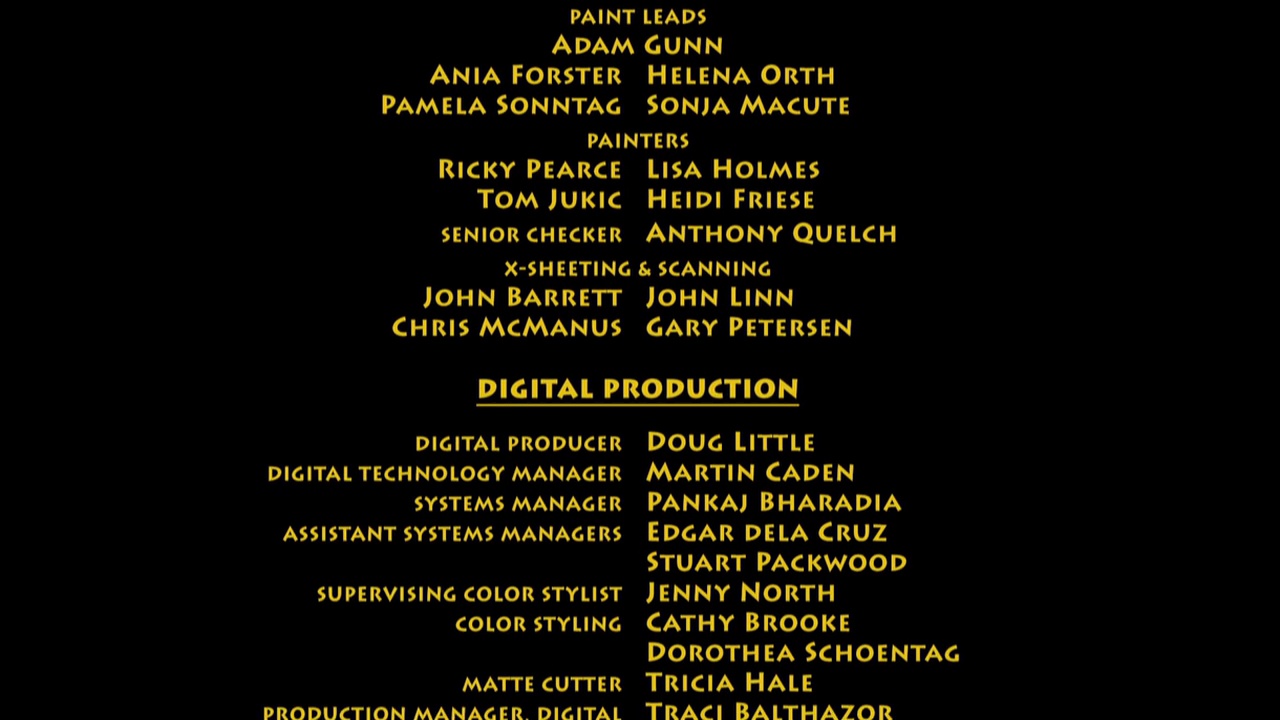 PAINT LEADS
ADAM GUNN
ANIA FORSTER HELENA ORTH
PAMELA SONNTAG SONJA MACUTE
PAINTERS
RICKY PEARCE LISA HOLMES
TOM JUKIC HEIDI FRIESE
SENIOR CHECKER ANTHONY QUELCH
X-SHEETING & SCANNING
JOHN BARRETT JOHN LINN
CHRIS MCMANUS GARY PETERSEN
DIGITAL PRODUCTION
DIGITAL PRODUCER DOUG LITTLE
DIGITAL TECHNOLOGY MANAGER MARTIN CADEN
SYSTEMS MANAGER PANKAJ BHARADIA
ASSISTANT SYSTEMS MANAGERS EDGAR DELA CRUZ
STUART PACKWOOD
SUPERVISING COLOR STYLIST JENNY NORTH
COLOR STYLING CATHY BROOKE
DOROTHEA SCHOENTAG
MATTE CUTTER TRICIA HALE
PRODUCTION MANAGER, DIGITAL TRACI BALTHAZOR